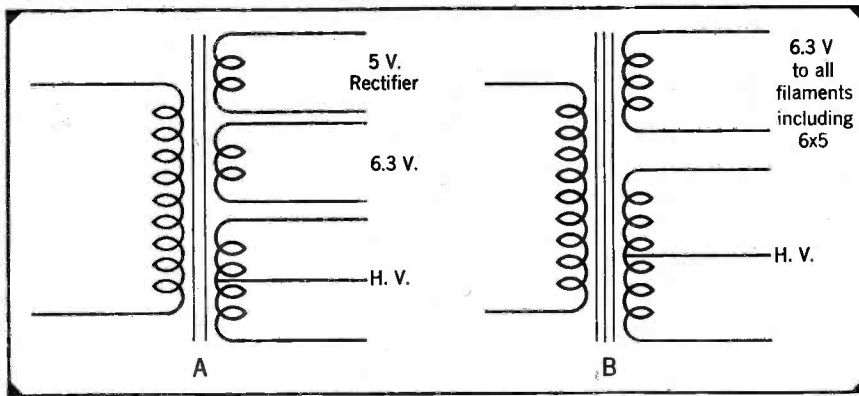 5 V.
Rectifier
6.3 V.
H. V.
A
6.3 V
to all
filaments
including
6x5
H. V.
B